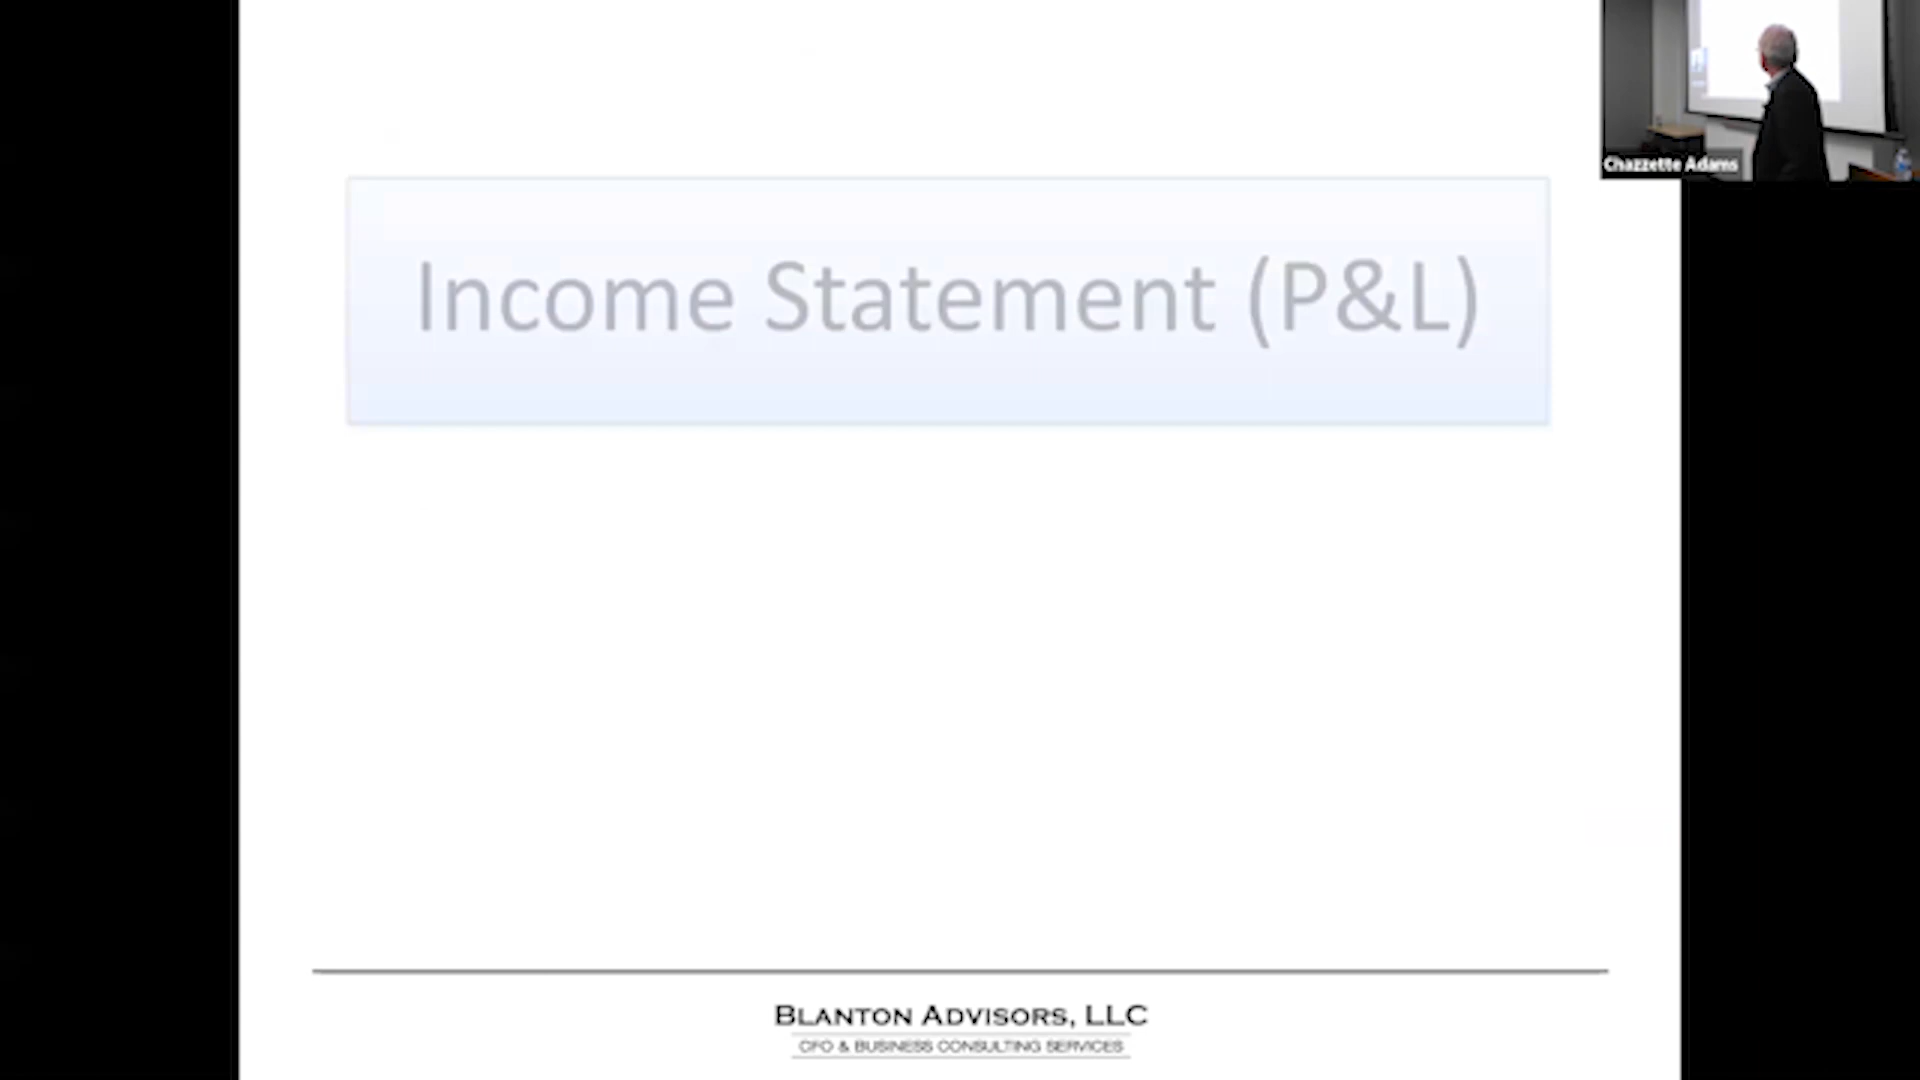 Chazzette Adams
Income Statement (P&L)
BLANTON ADVISORS, LLC
CFO & BUSINESS CONSULTING SERVICES